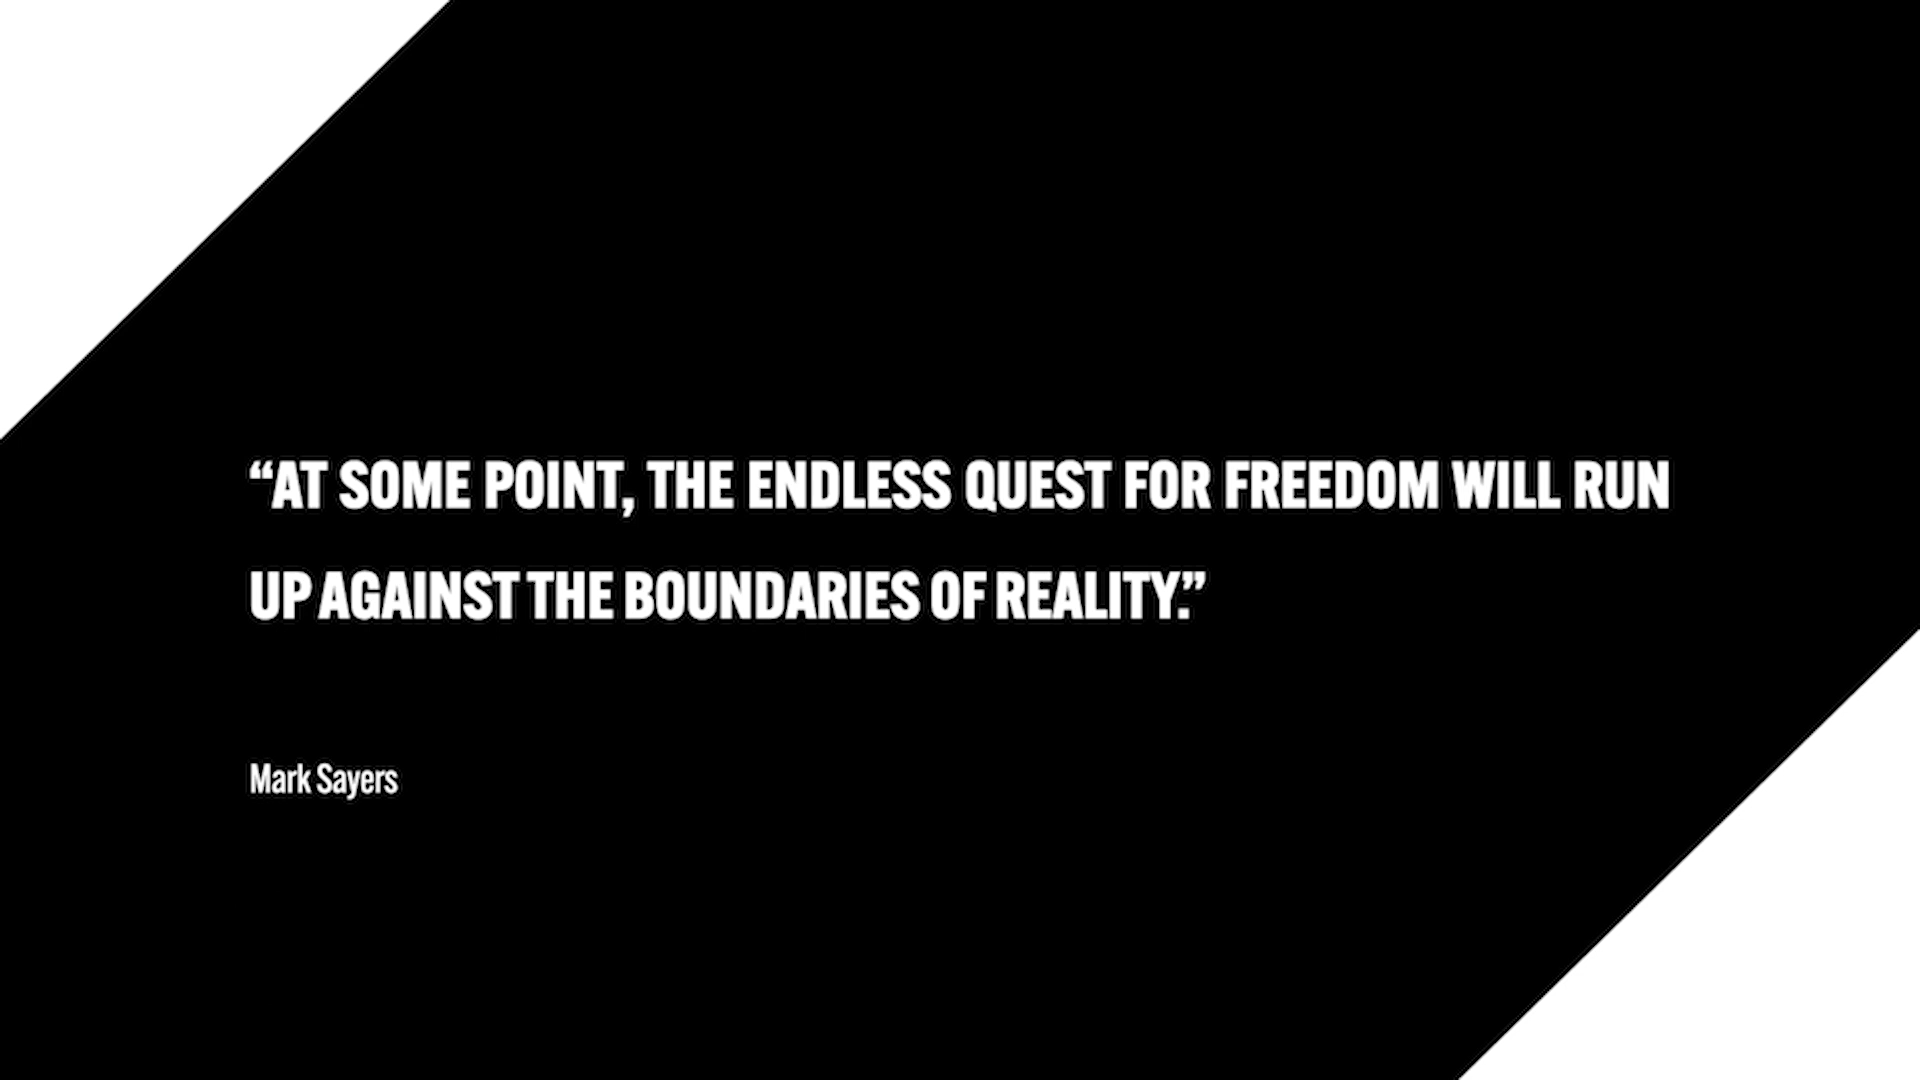 “AT SOME POINT, THE ENDLESS QUEST FOR FREEDOM WILL RUN
UP AGAINST THE BOUNDARIES OF REALITY.”
Mark Sayers